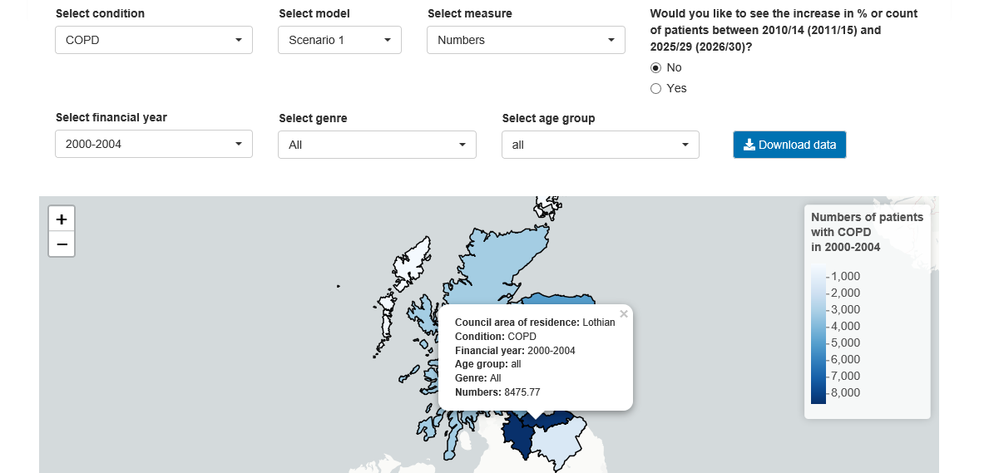 Select condition
COPD
Select model
Scenario 1
Select measure
Numbers
Would you like to see the increase in % or count
of patients between 2010/14 (2011/15) and
2025/29 (2026/30)?
No
Yes
Select financial year
2000-2004
Select genre
All
Select age group
all
Download data
+
−
Numbers of patients
with COPD
in 2000-2004
1,000
2,000
3,000
4,000
5,000
6,000
7,000
8,000
×
Council area of residence: Lothian
Condition: COPD
Financial year: 2000-2004
Age group: all
Genre: All
Numbers: 8475.77